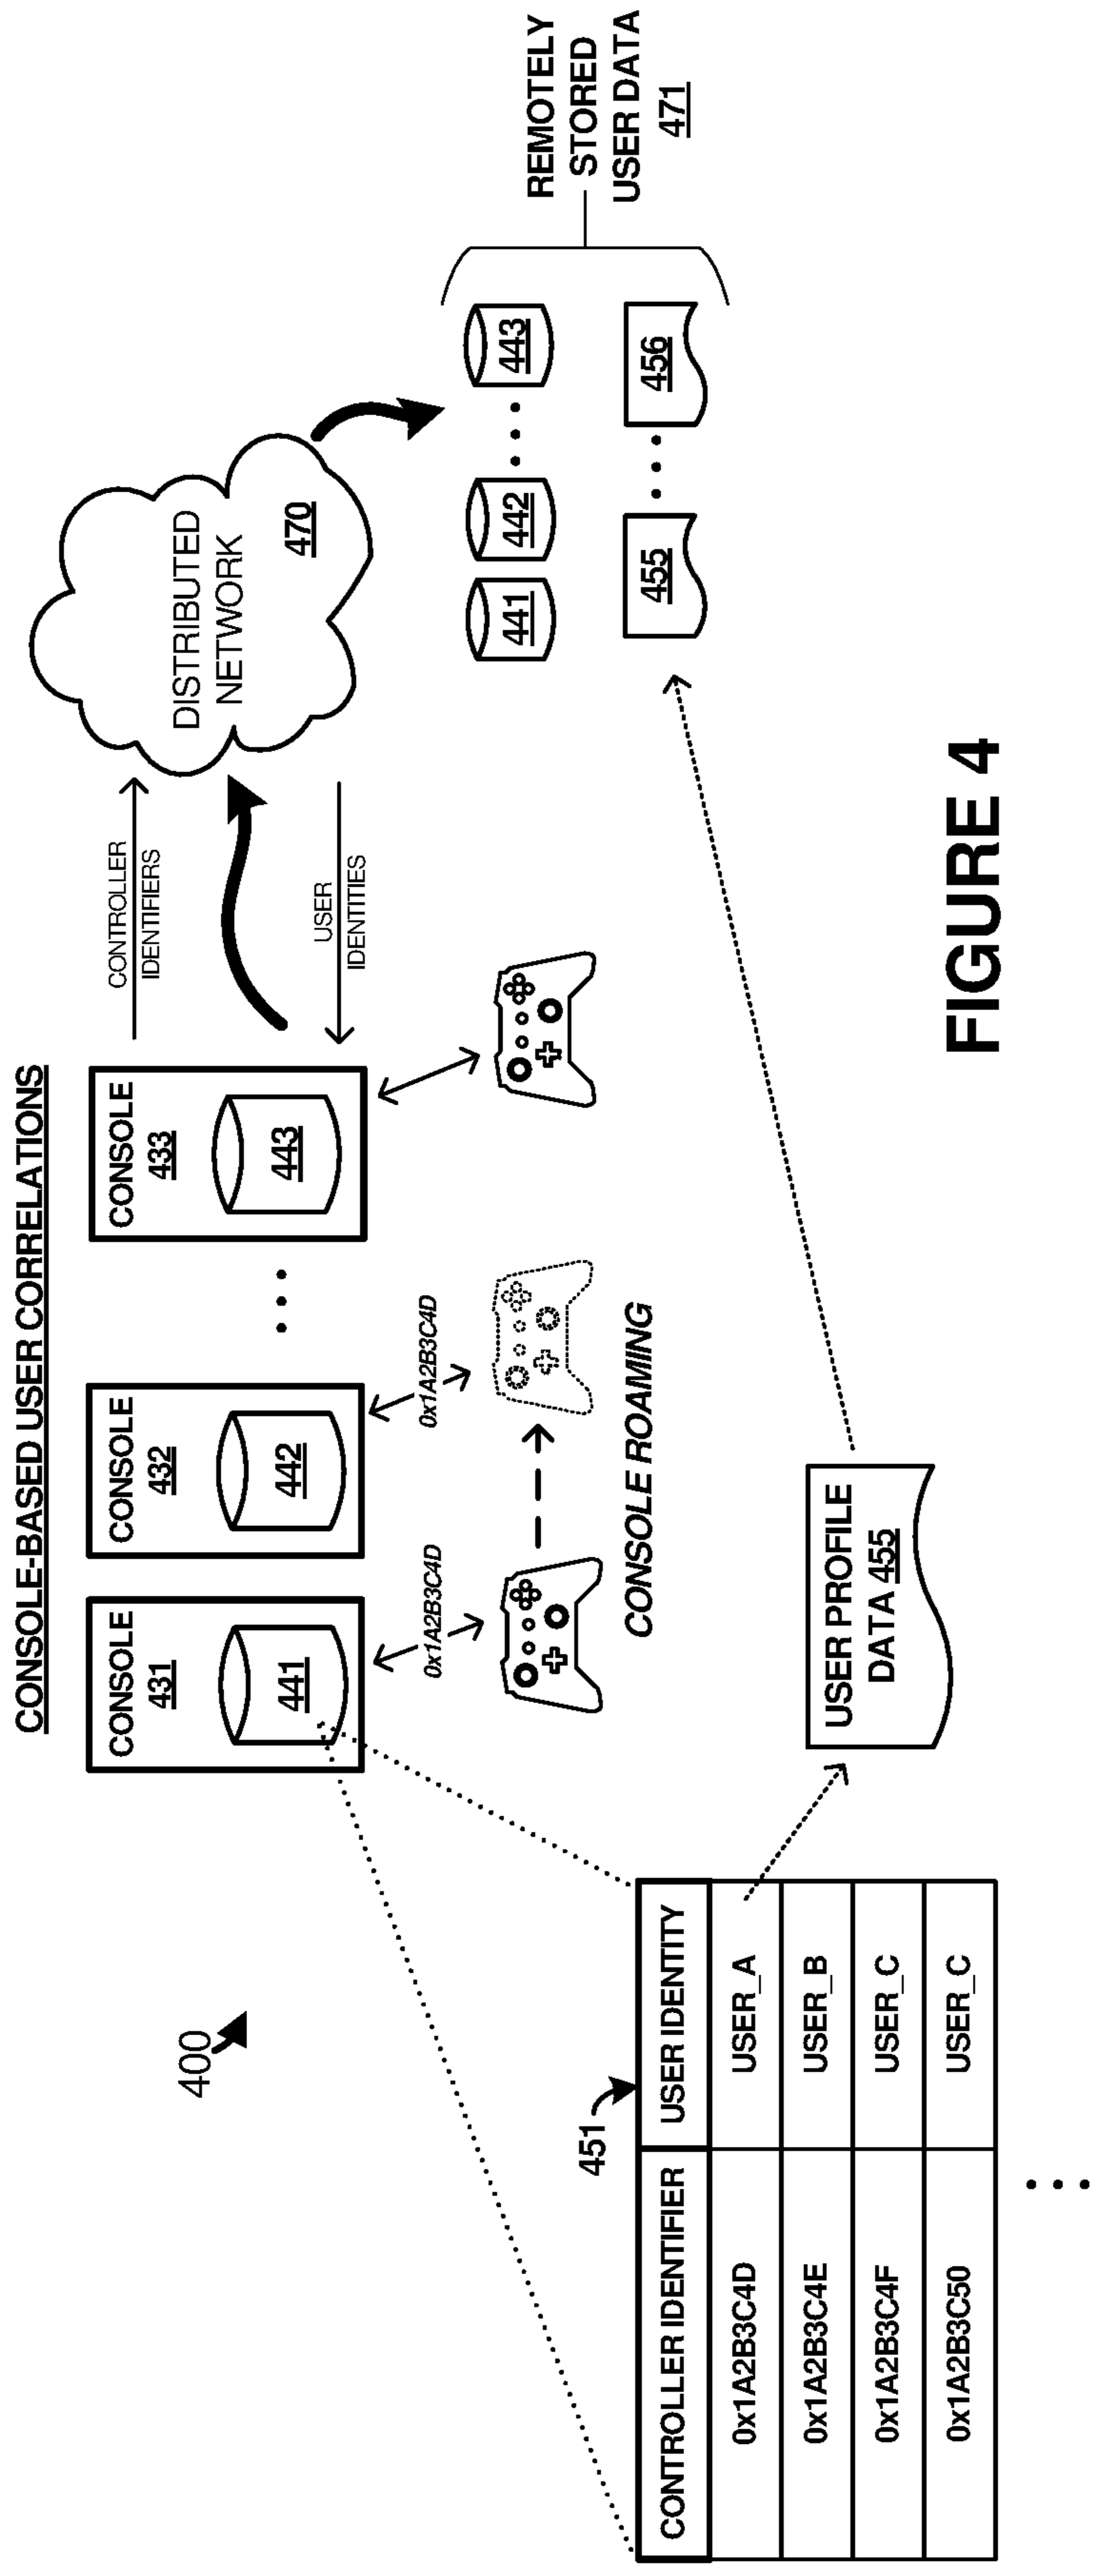 CONSOLE-BASED USER CORRELATIONS
400
CONSOLE
431
441
CONSOLE
432
442
CONSOLE
433
443
CONTROLLER
IDENTIFIERS
USER
IDENTITIES
DISTRIBUTED
NETWORK
470
0x1A2B3C4D
0x1A2B3C4D
CONSOLE ROAMING
441
442
443
455
456
REMOTELY
STORED
USER DATA
471
451
CONTROLLER IDENTIFIER USER IDENTITY
0x1A2B3C4D USER_A
0x1A2B3C4E USER_B
0x1A2B3C4F USER_C
0x1A2B3C50 USER_C
USER PROFILE
DATA 455
FIGURE 4